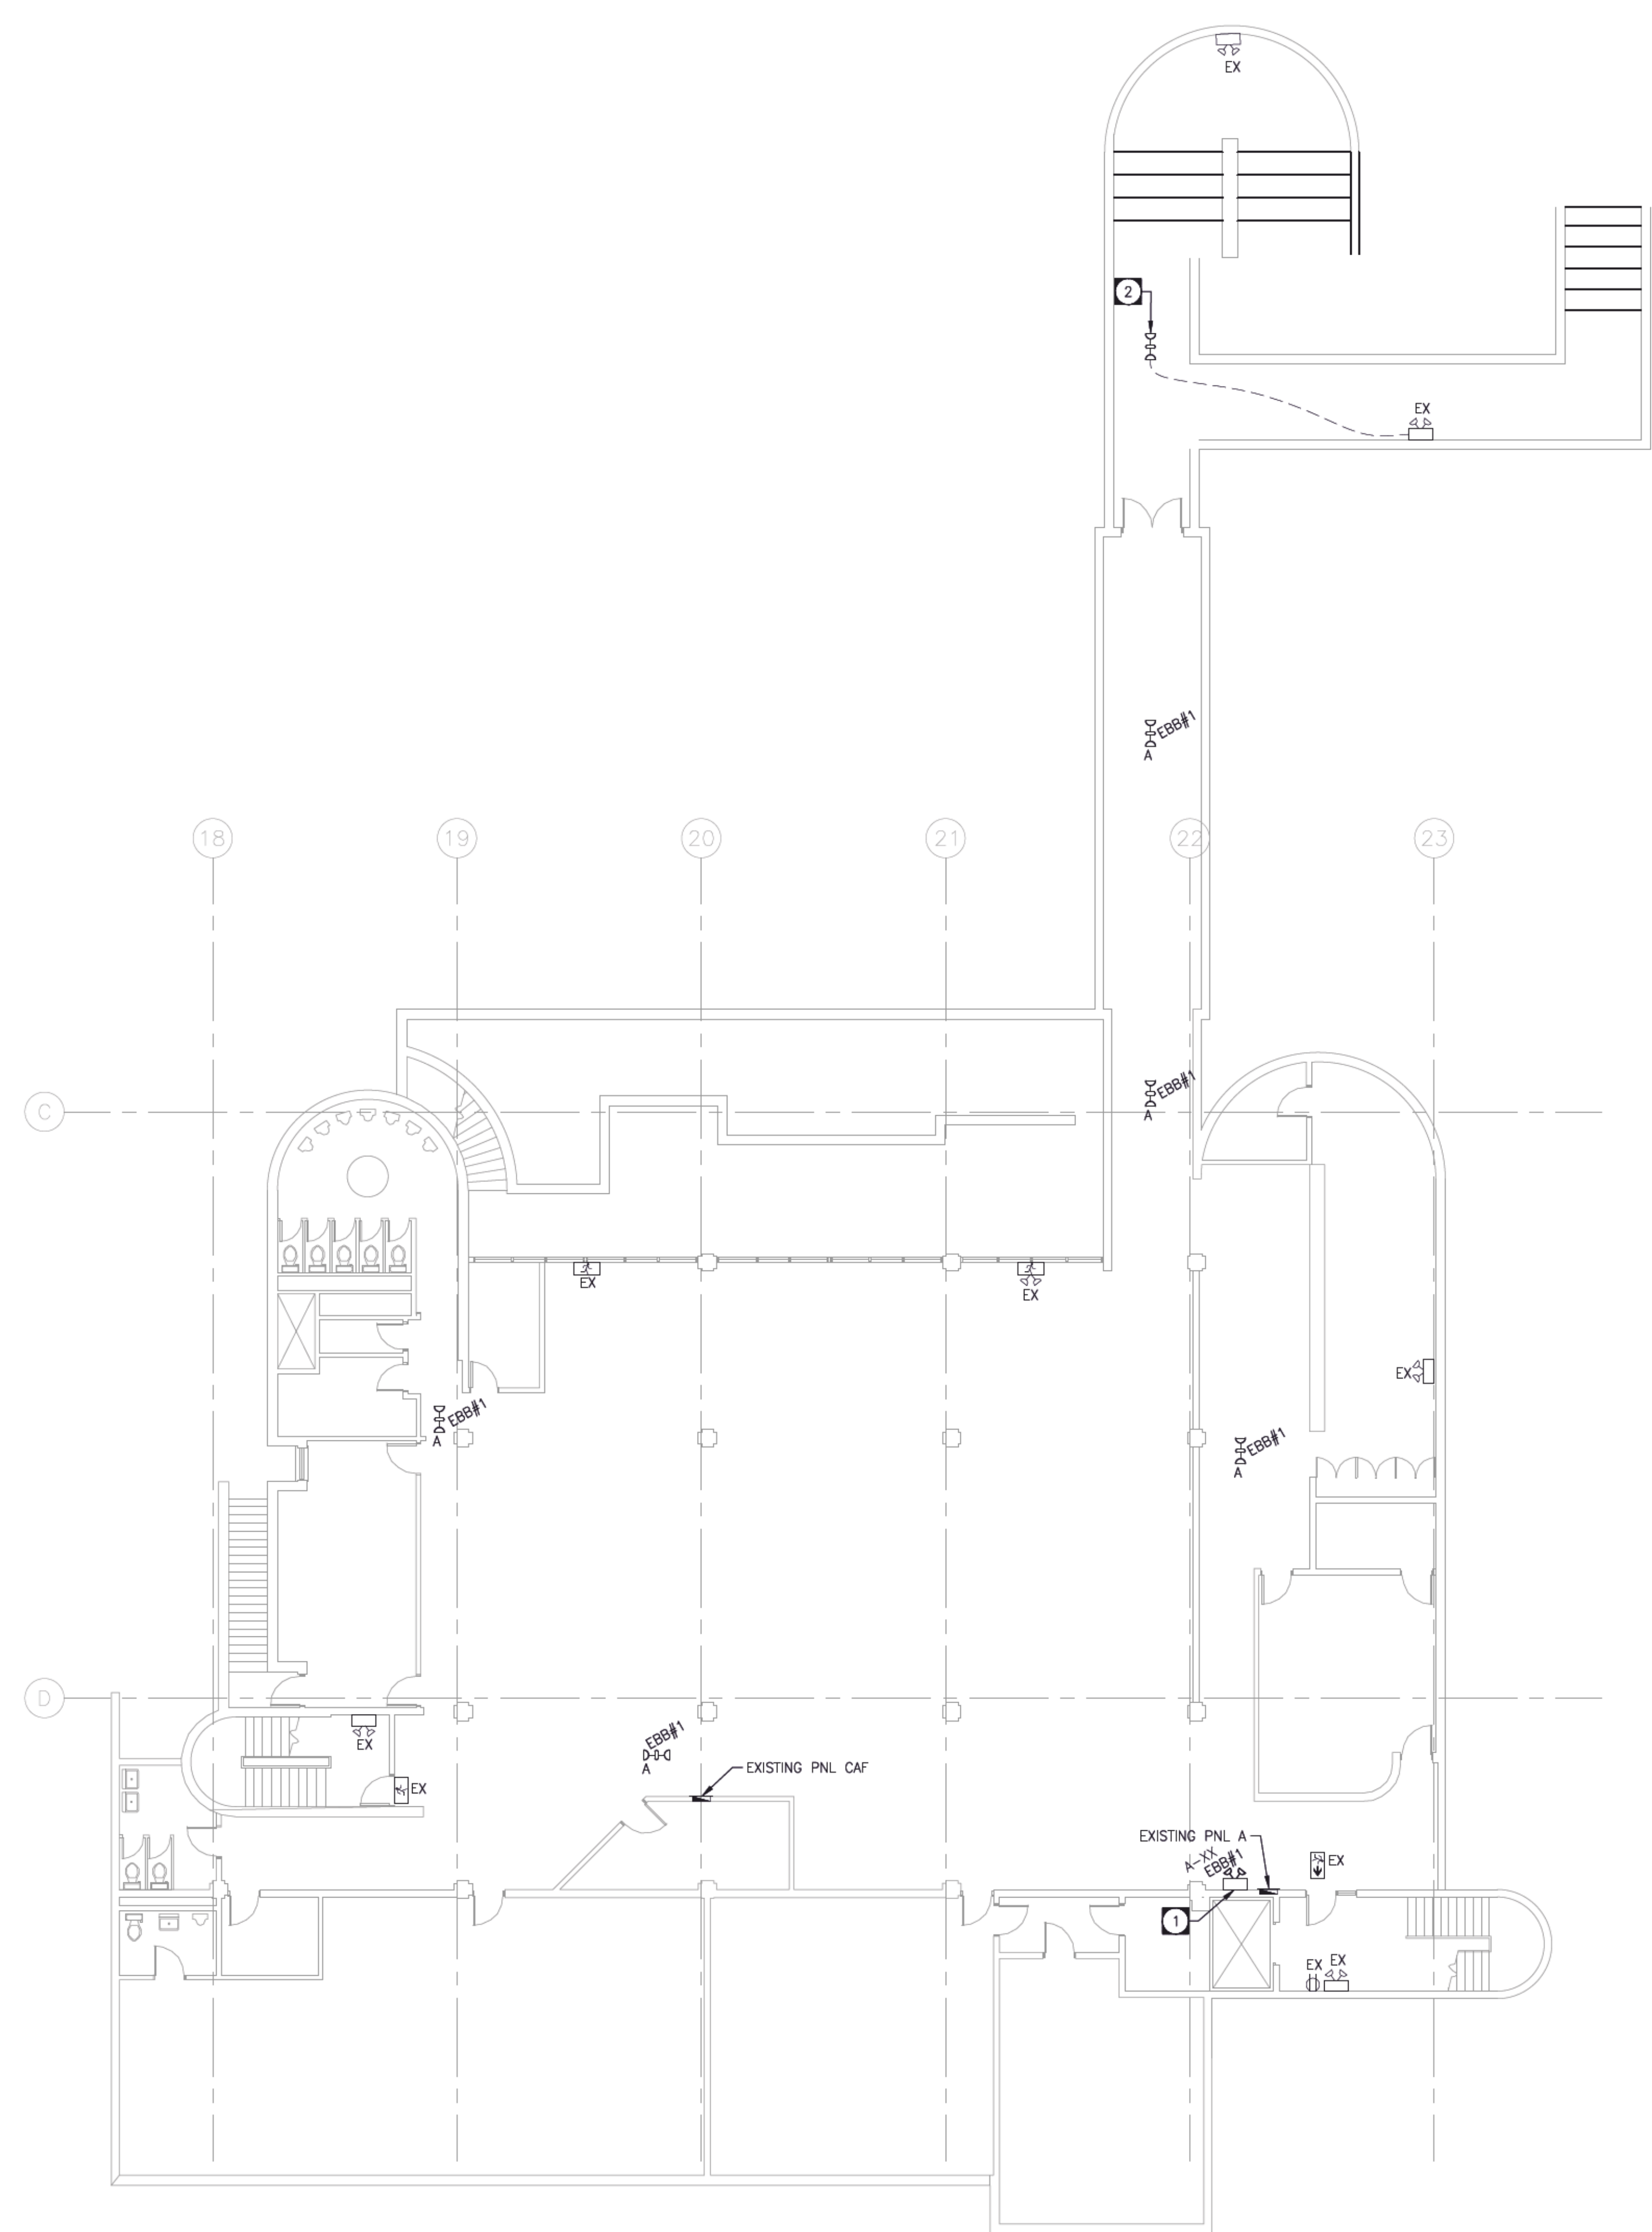 EX
2
EX
EBB#1
A
18
19
20
21
22
23
EBB#1
A
C
EX
EX
EX
EBB#1
A
EBB#1
A
D
EBB#1
A
EX
EXISTING PNL CAF
EX
EXISTING PNL A
A-XX
EBB#1
EX
1
EX
EX